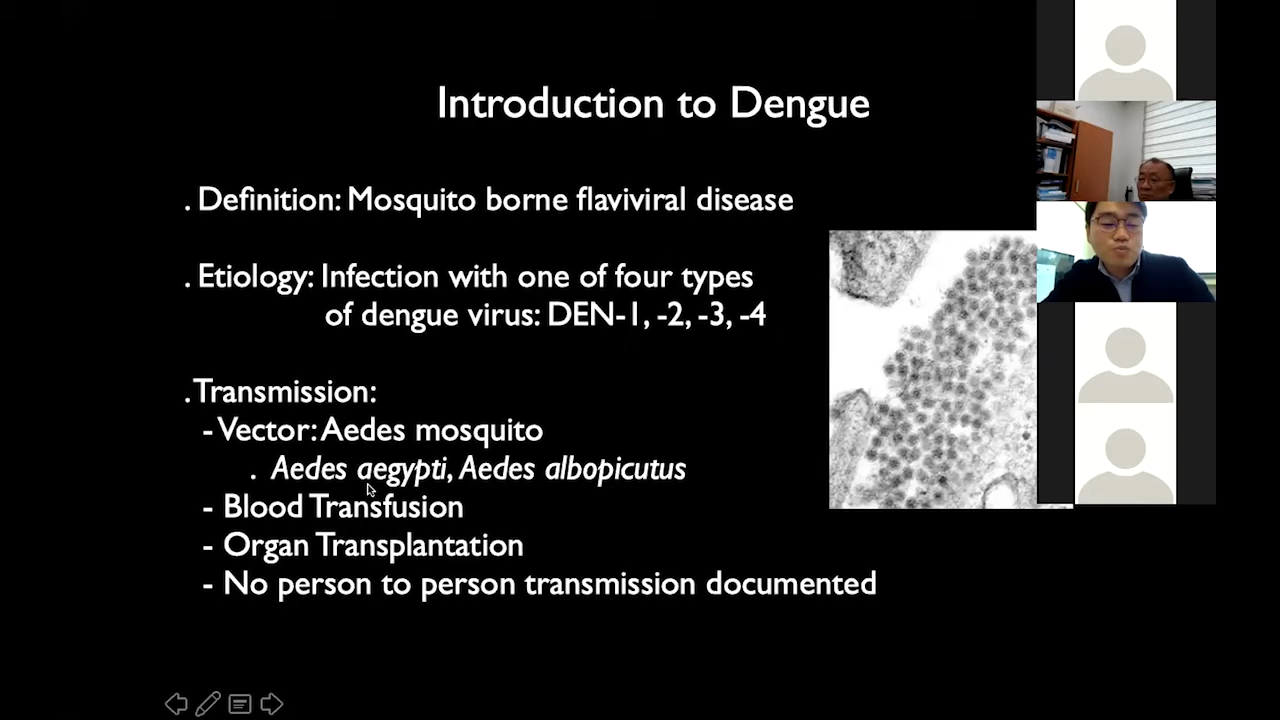 Introduction to Dengue
. Definition: Mosquito borne flaviviral disease
. Etiology: Infection with one of four types
of dengue virus: DEN-1, -2, -3, -4
. Transmission:
- Vector: Aedes mosquito
. Aedes aegypti, Aedes albopicutus
- Blood Transfusion
- Organ Transplantation
- No person to person transmission documented